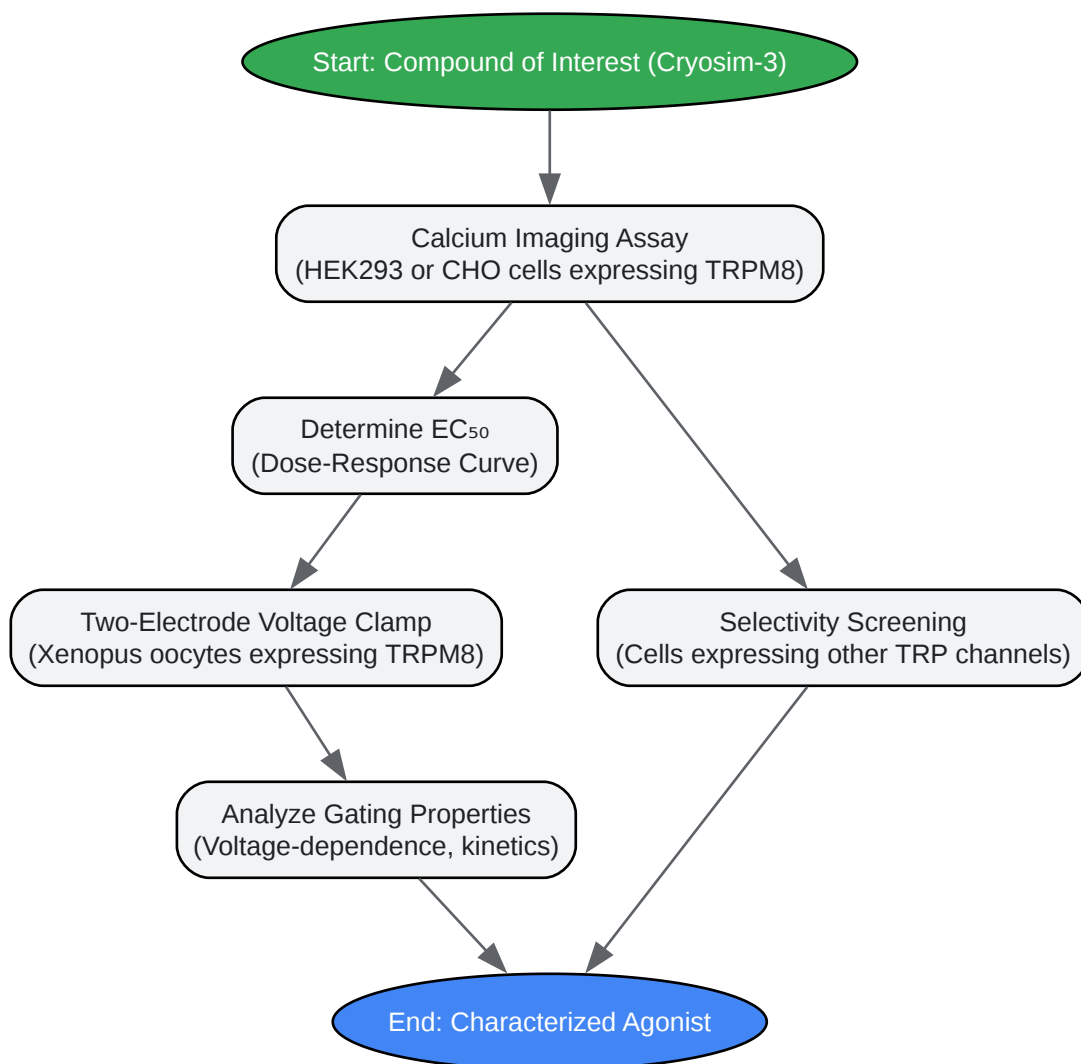 Start: Compound of Interest (Cryosim-3)
Calcium Imaging Assay
(HEK293 or CHO cells expressing TRPM8)
Determine EC₅₀
(Dose-Response Curve)
Two-Electrode Voltage Clamp
(Xenopus oocytes expressing TRPM8)
Selectivity Screening
(Cells expressing other TRP channels)
Analyze Gating Properties
(Voltage-dependence, kinetics)
End: Characterized Agonist